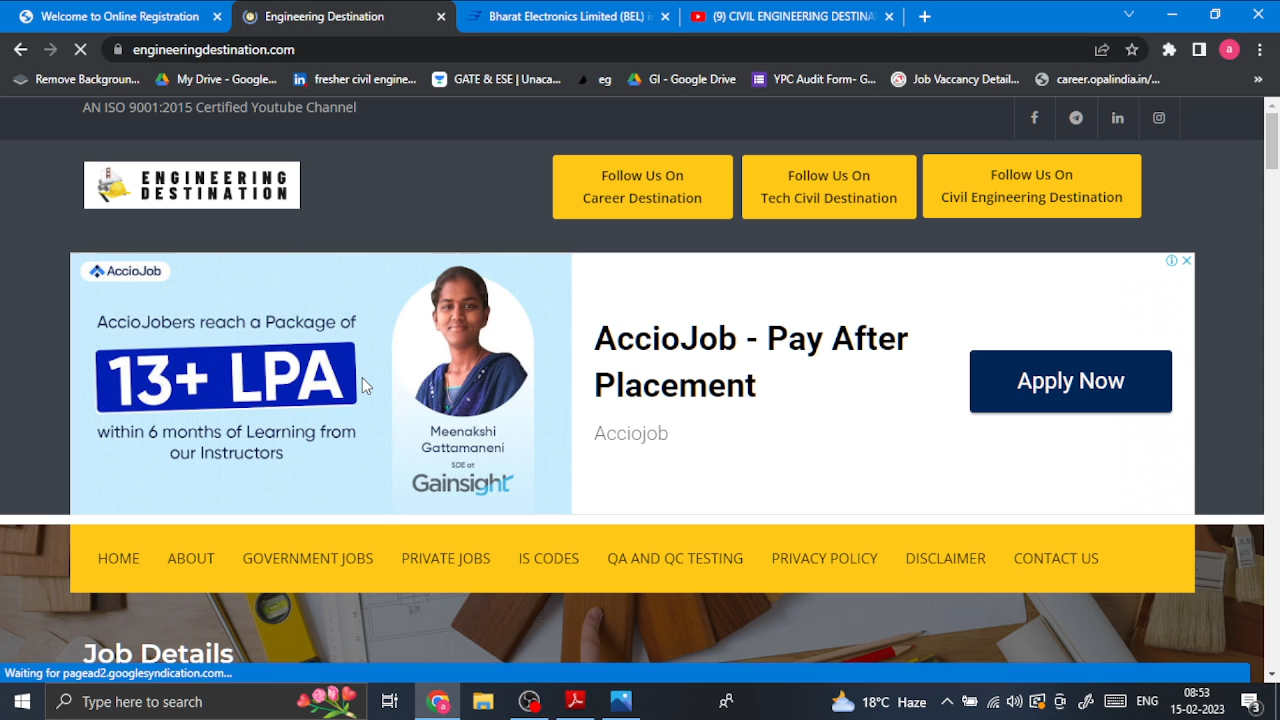 Welcome to Online Registration
Engineering Destination
Bharat Electronics Limited (BEL) is
(9) CIVIL ENGINEERING DESTINA
engineeringdestination.com
a
Remove Backgroun...
My Drive - Google...
in fresher civil engine...
GATE & ESE | Unaca...
eg
GI - Google Drive
YPC Audit Form- G...
Job Vaccancy Detail...
career.opalindia.in/...
AN ISO 9001:2015 Certified Youtube Channel
ENGINEERING
DESTINATION
Follow Us On
Career Destination
Follow Us On
Tech Civil Destination
Follow Us On
Civil Engineering Destination
AccioJob
AccioJobers reach a Package of
13+ LPA
within 6 months of Learning from
our Instructors
Meenakshi
Gattamaneni
SDE at
Gainsight
AccioJob - Pay After
Placement
Acciojob
Apply Now
HOME
ABOUT
GOVERNMENT JOBS
PRIVATE JOBS
IS CODES
QA AND QC TESTING
PRIVACY POLICY
DISCLAIMER
CONTACT US
Job Details
Waiting for pagead2.googlesyndication.com...
Type here to search
18°C Haze
ENG
08:53
15-02-2023
3